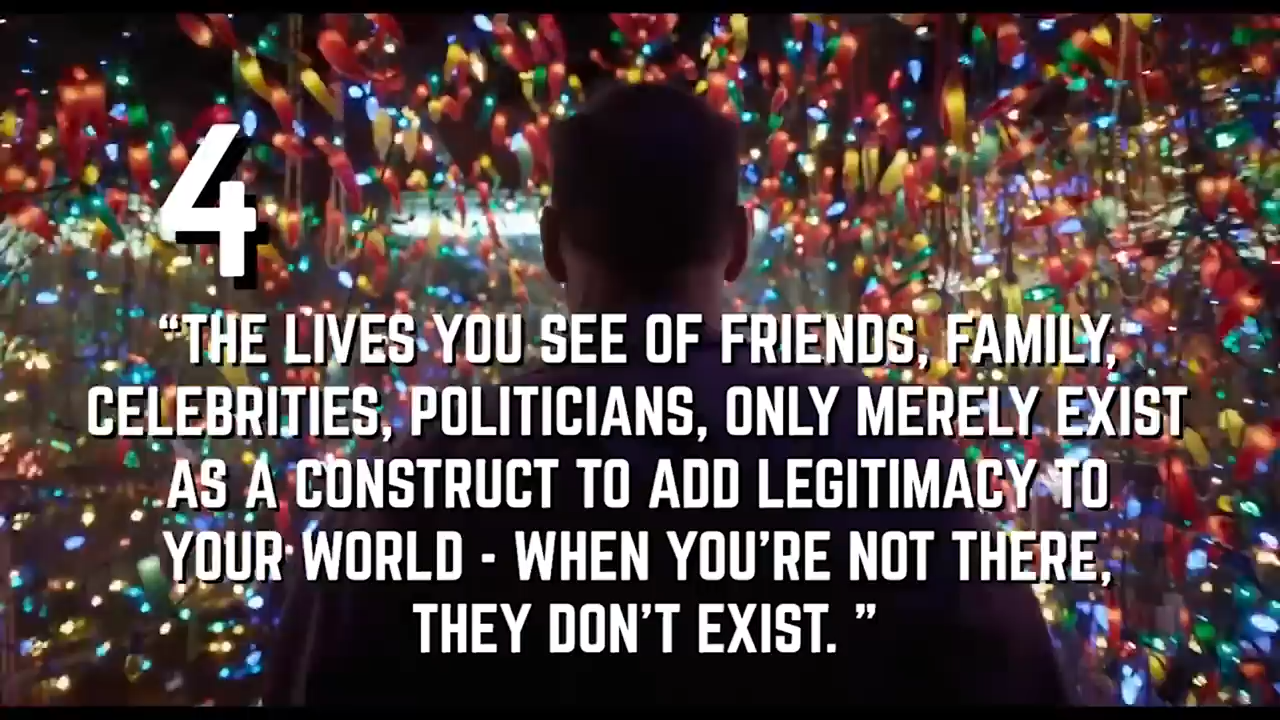 4
“THE LIVES YOU SEE OF FRIENDS, FAMILY,
CELEBRITIES, POLITICIANS, ONLY MERELY EXIST
AS A CONSTRUCT TO ADD LEGITIMACY TO
YOUR WORLD - WHEN YOU’RE NOT THERE,
THEY DON’T EXIST. ”